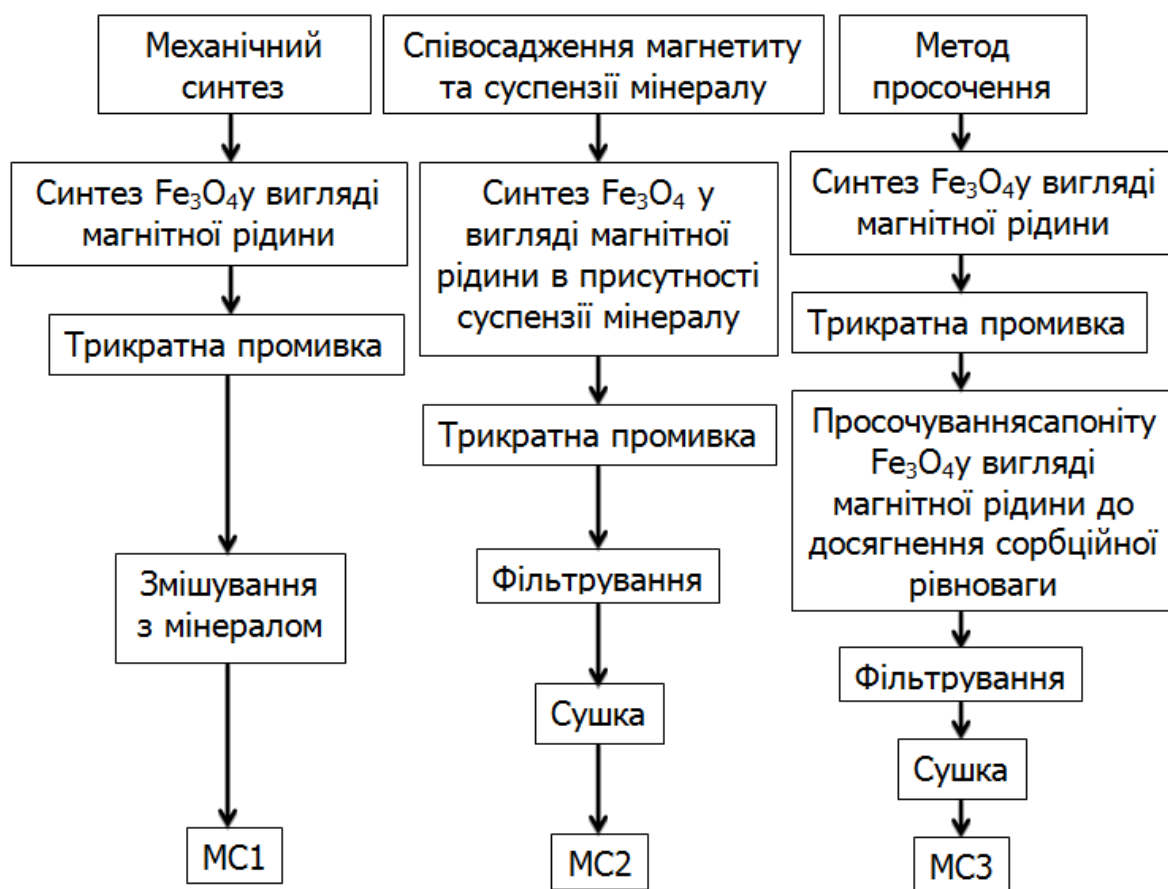 Механічний
синтез
Синтез Fe₃O₄у вигляді
магнітної рідини
Трикратна промивка
Змішування
з мінералом
МС1
Співосадження магнетиту
та суспензії мінералу
Синтез Fe₃O₄ у
вигляді магнітної
рідини в присутності
суспензії мінералу
Трикратна промивка
Фільтрування
Сушка
МС2
Метод
просочення
Синтез Fe₃O₄у вигляді
магнітної рідини
Трикратна промивка
Просочуваннясапоніту
Fe₃O₄у вигляді
магнітної рідини до
досягнення сорбційної
рівноваги
Фільтрування
Сушка
МС3